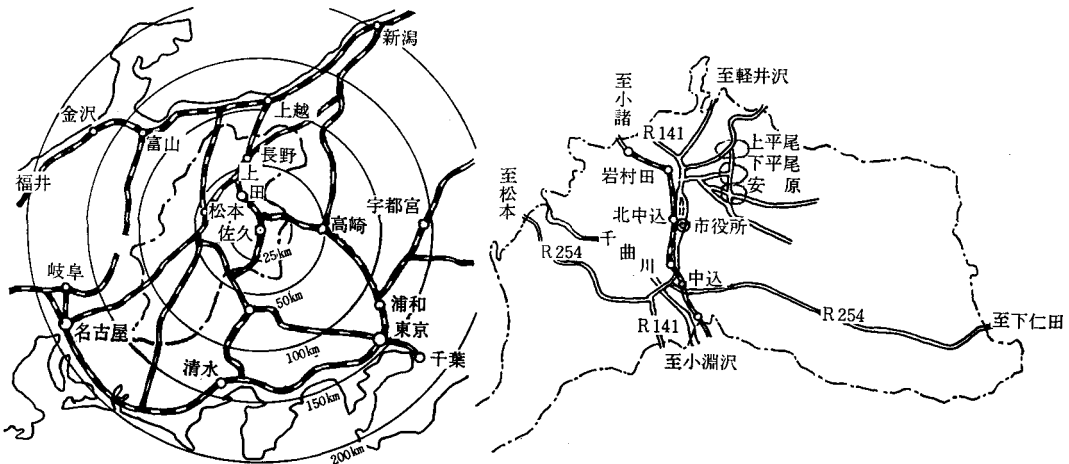 新潟
金沢
上越
富山
長野
福井
上田
松本
宇都宮
佐久
高崎
25km
岐阜
50km
浦和
名古屋
東京
100km
千葉
清水
150km
200km
至軽井沢
至小諸
R141
上平尾
下平尾
岩村田
安原
至松本
北中込
市役所
千曲川
R254
中込
R254
R141
至下仁田
至小淵沢